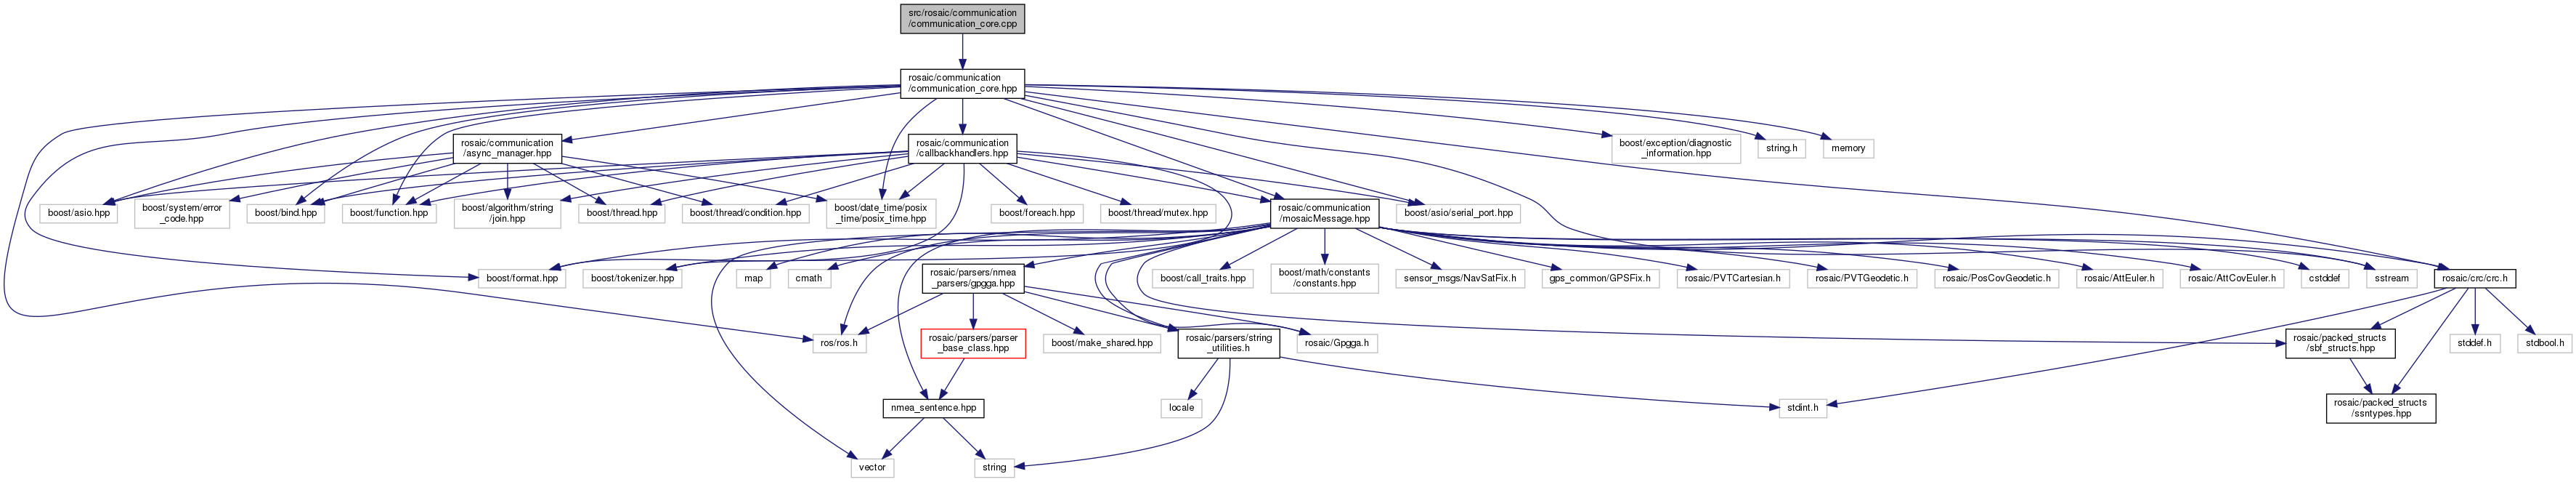 src/rosaic/communication
/communication_core.cpp
rosaic/communication
/communication_core.hpp
rosaic/communication
/async_manager.hpp
rosaic/communication
/callbackhandlers.hpp
boost/exception/diagnostic
_information.hpp
string.h
memory
boost/asio.hpp
boost/system/error
_code.hpp
boost/bind.hpp
boost/function.hpp
boost/algorithm/string
/join.hpp
boost/thread.hpp
boost/thread/condition.hpp
boost/date_time/posix
_time/posix_time.hpp
boost/foreach.hpp
boost/thread/mutex.hpp
rosaic/communication
/mosaicMessage.hpp
boost/asio/serial_port.hpp
boost/format.hpp
boost/tokenizer.hpp
map
cmath
rosaic/parsers/nmea
_parsers/gpgga.hpp
boost/call_traits.hpp
boost/math/constants
/constants.hpp
sensor_msgs/NavSatFix.h
gps_common/GPSFix.h
rosaic/PVTCartesian.h
rosaic/PVTGeodetic.h
rosaic/PosCovGeodetic.h
rosaic/AttEuler.h
rosaic/AttCovEuler.h
cstddef
sstream
rosaic/crc/crc.h
ros/ros.h
rosaic/parsers/parser
_base_class.hpp
boost/make_shared.hpp
rosaic/parsers/string
_utilities.h
rosaic/Gpgga.h
rosaic/packed_structs
/sbf_structs.hpp
stddef.h
stdbool.h
nmea_sentence.hpp
locale
stdint.h
rosaic/packed_structs
/ssntypes.hpp
vector
string